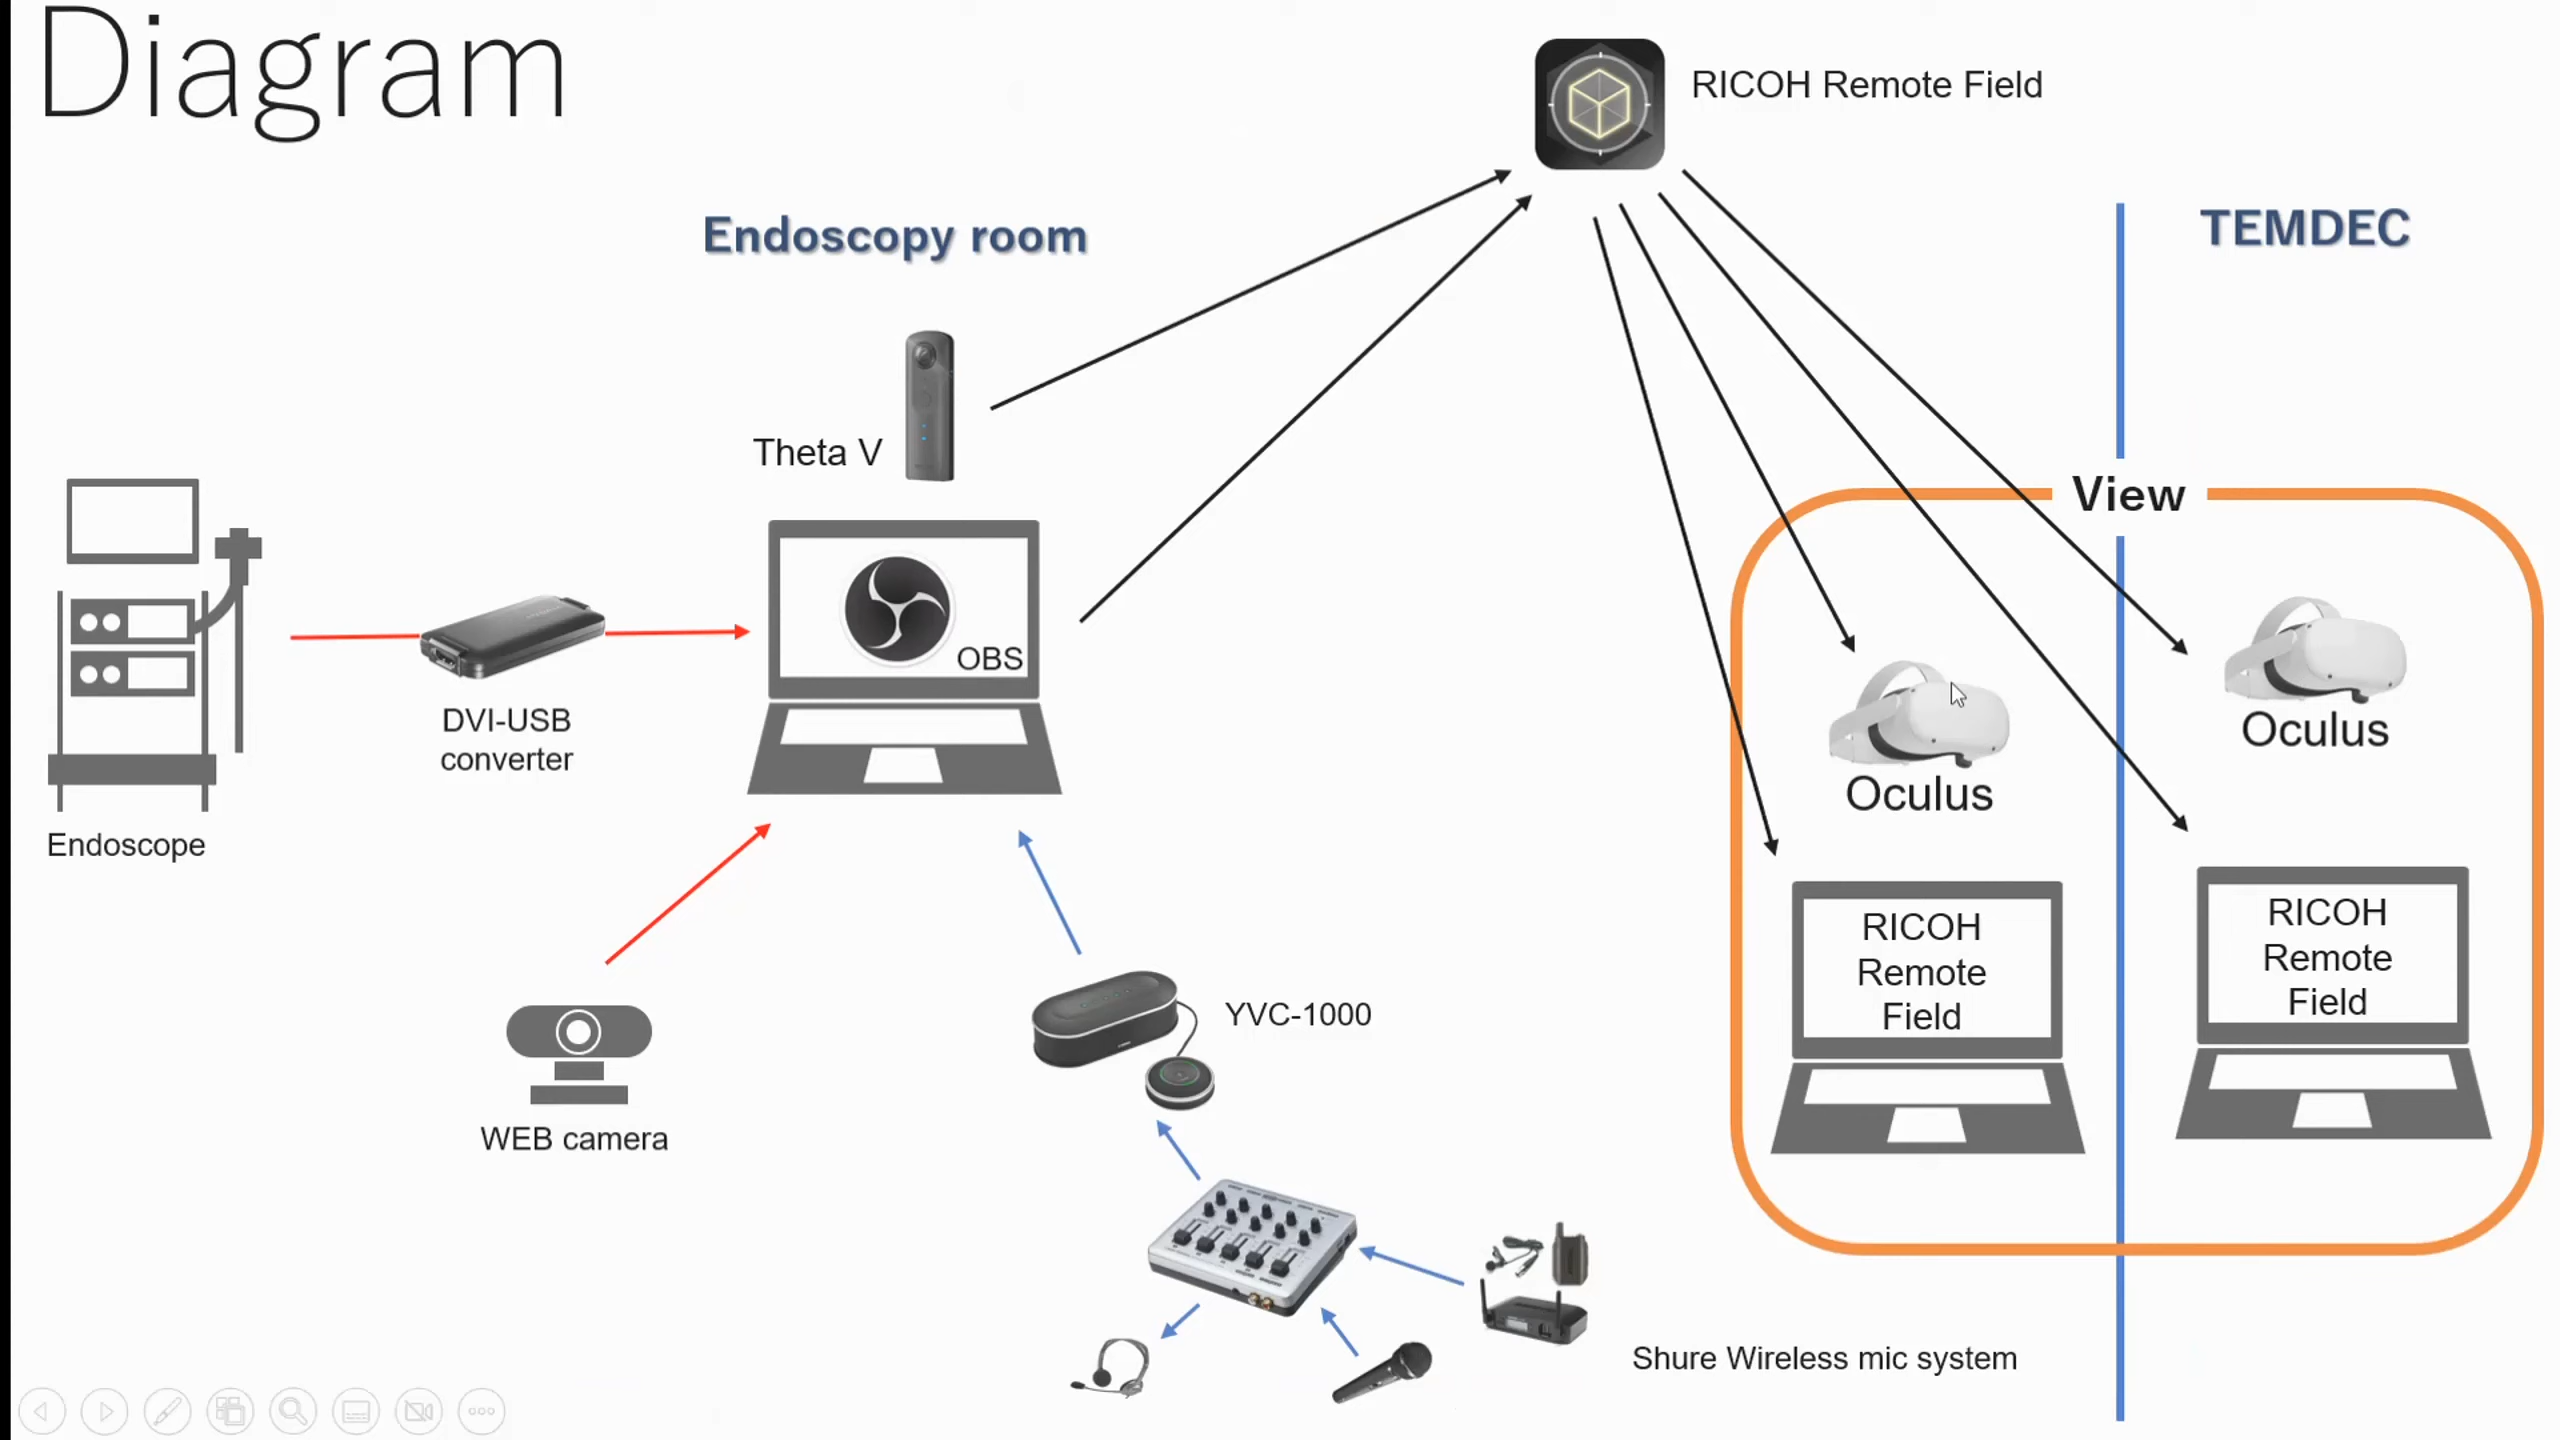 Diagram
RICOH Remote Field
Endoscopy room
TEMDEC
Theta V
View
OBS
DVI-USB
converter
Oculus
Oculus
Endoscope
RICOH
Remote
Field
RICOH
Remote
Field
YVC-1000
WEB camera
Shure Wireless mic system